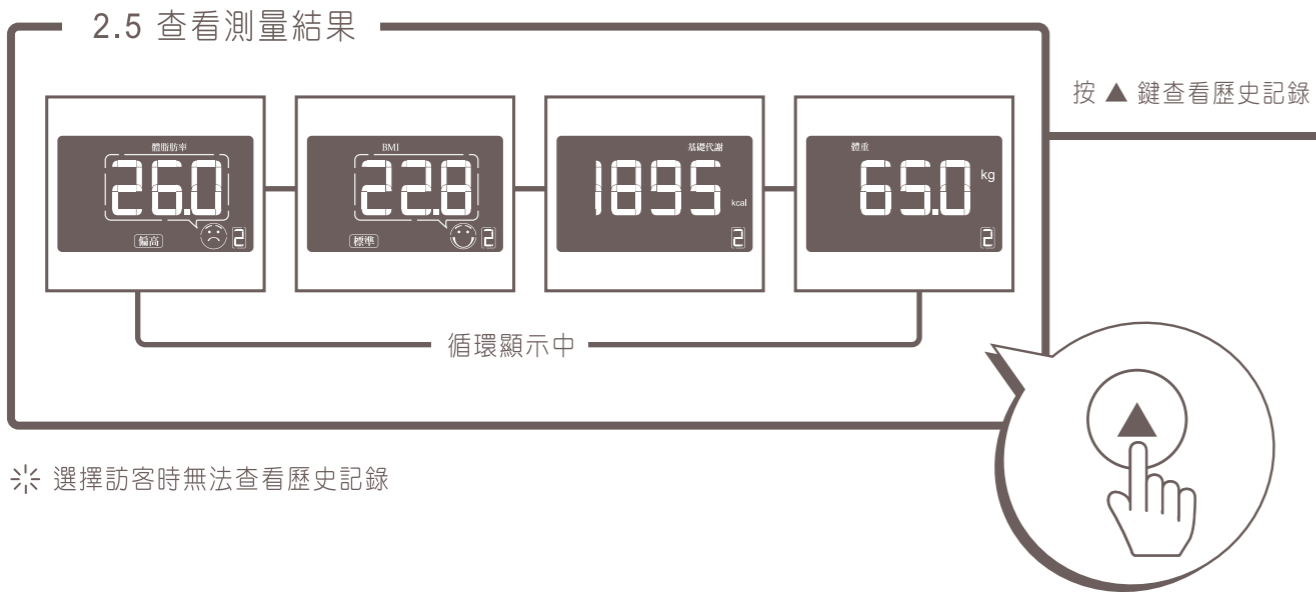 2.5 查看測量結果
按 ▲ 鍵查看歷史記錄
體脂肪率
26.0
偏高
2
BMI
22.8
標準
2
基礎代謝
1895 kcal
2
體重
65.0 kg
2
循環顯示中
▲
※ 選擇訪客時無法查看歷史記錄